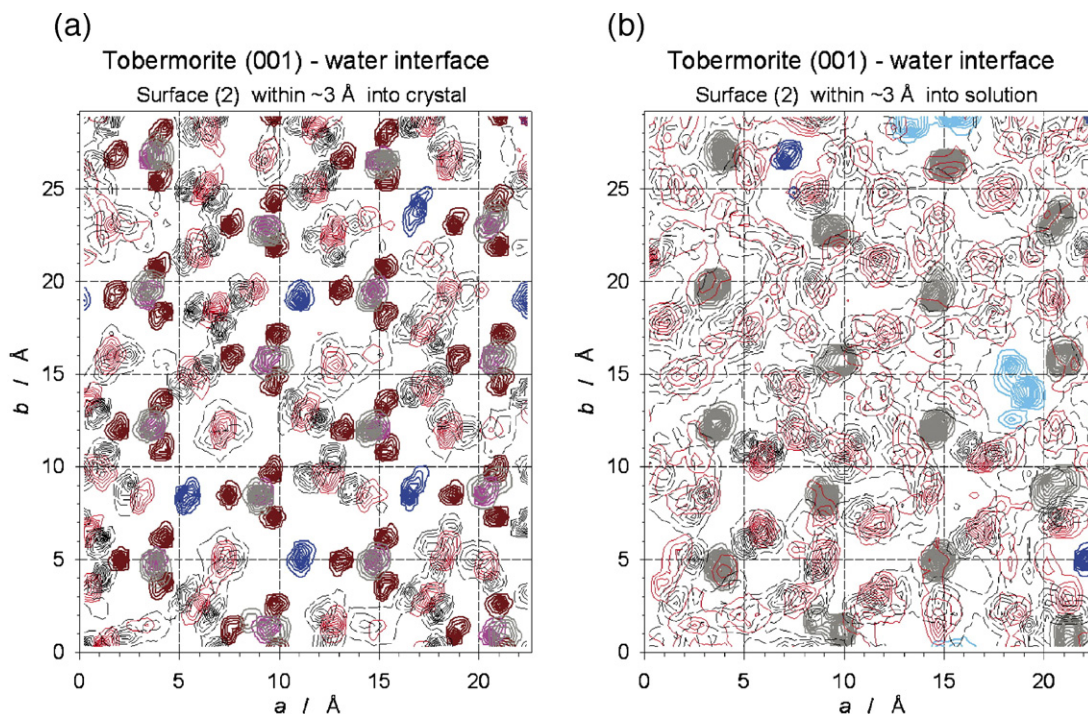 (a)
Tobermorite (001) - water interface
Surface (2) within ~3 Å into crystal
25
20
15
10
5
0
b / Å
0 5 10 15 20
a / Å
(b)
Tobermorite (001) - water interface
Surface (2) within ~3 Å into solution
25
20
15
10
5
0
b / Å
0 5 10 15 20
a / Å